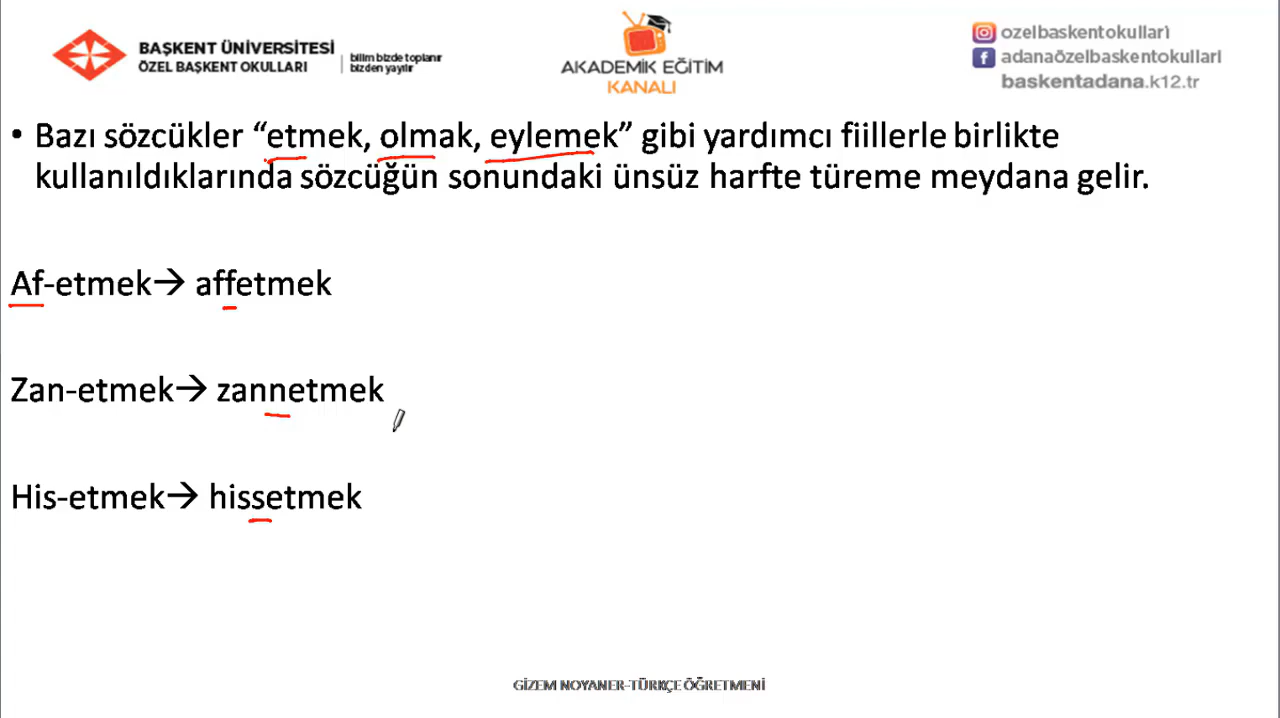 BAŞKENT ÜNİVERSİTESİ
ÖZEL BAŞKENT OKULLARI
bilim bizde toplanır
bizden yayılır
AKADEMİK EĞİTİM
KANALI
ozelbaskentokullarì
adanaözelbaskentokullari
baskentadana.k12.tr
• Bazı sözcükler “etmek, olmak, eylemek” gibi yardımcı fiillerle birlikte
kullanıldıklarında sözcüğün sonundaki ünsüz harfte türeme meydana gelir.
Af-etmek→ affetmek
Zan-etmek→ zannetmek
His-etmek→ hissetmek
GİZEM NOYANER-TÜRKÇE ÖĞRETMENİ